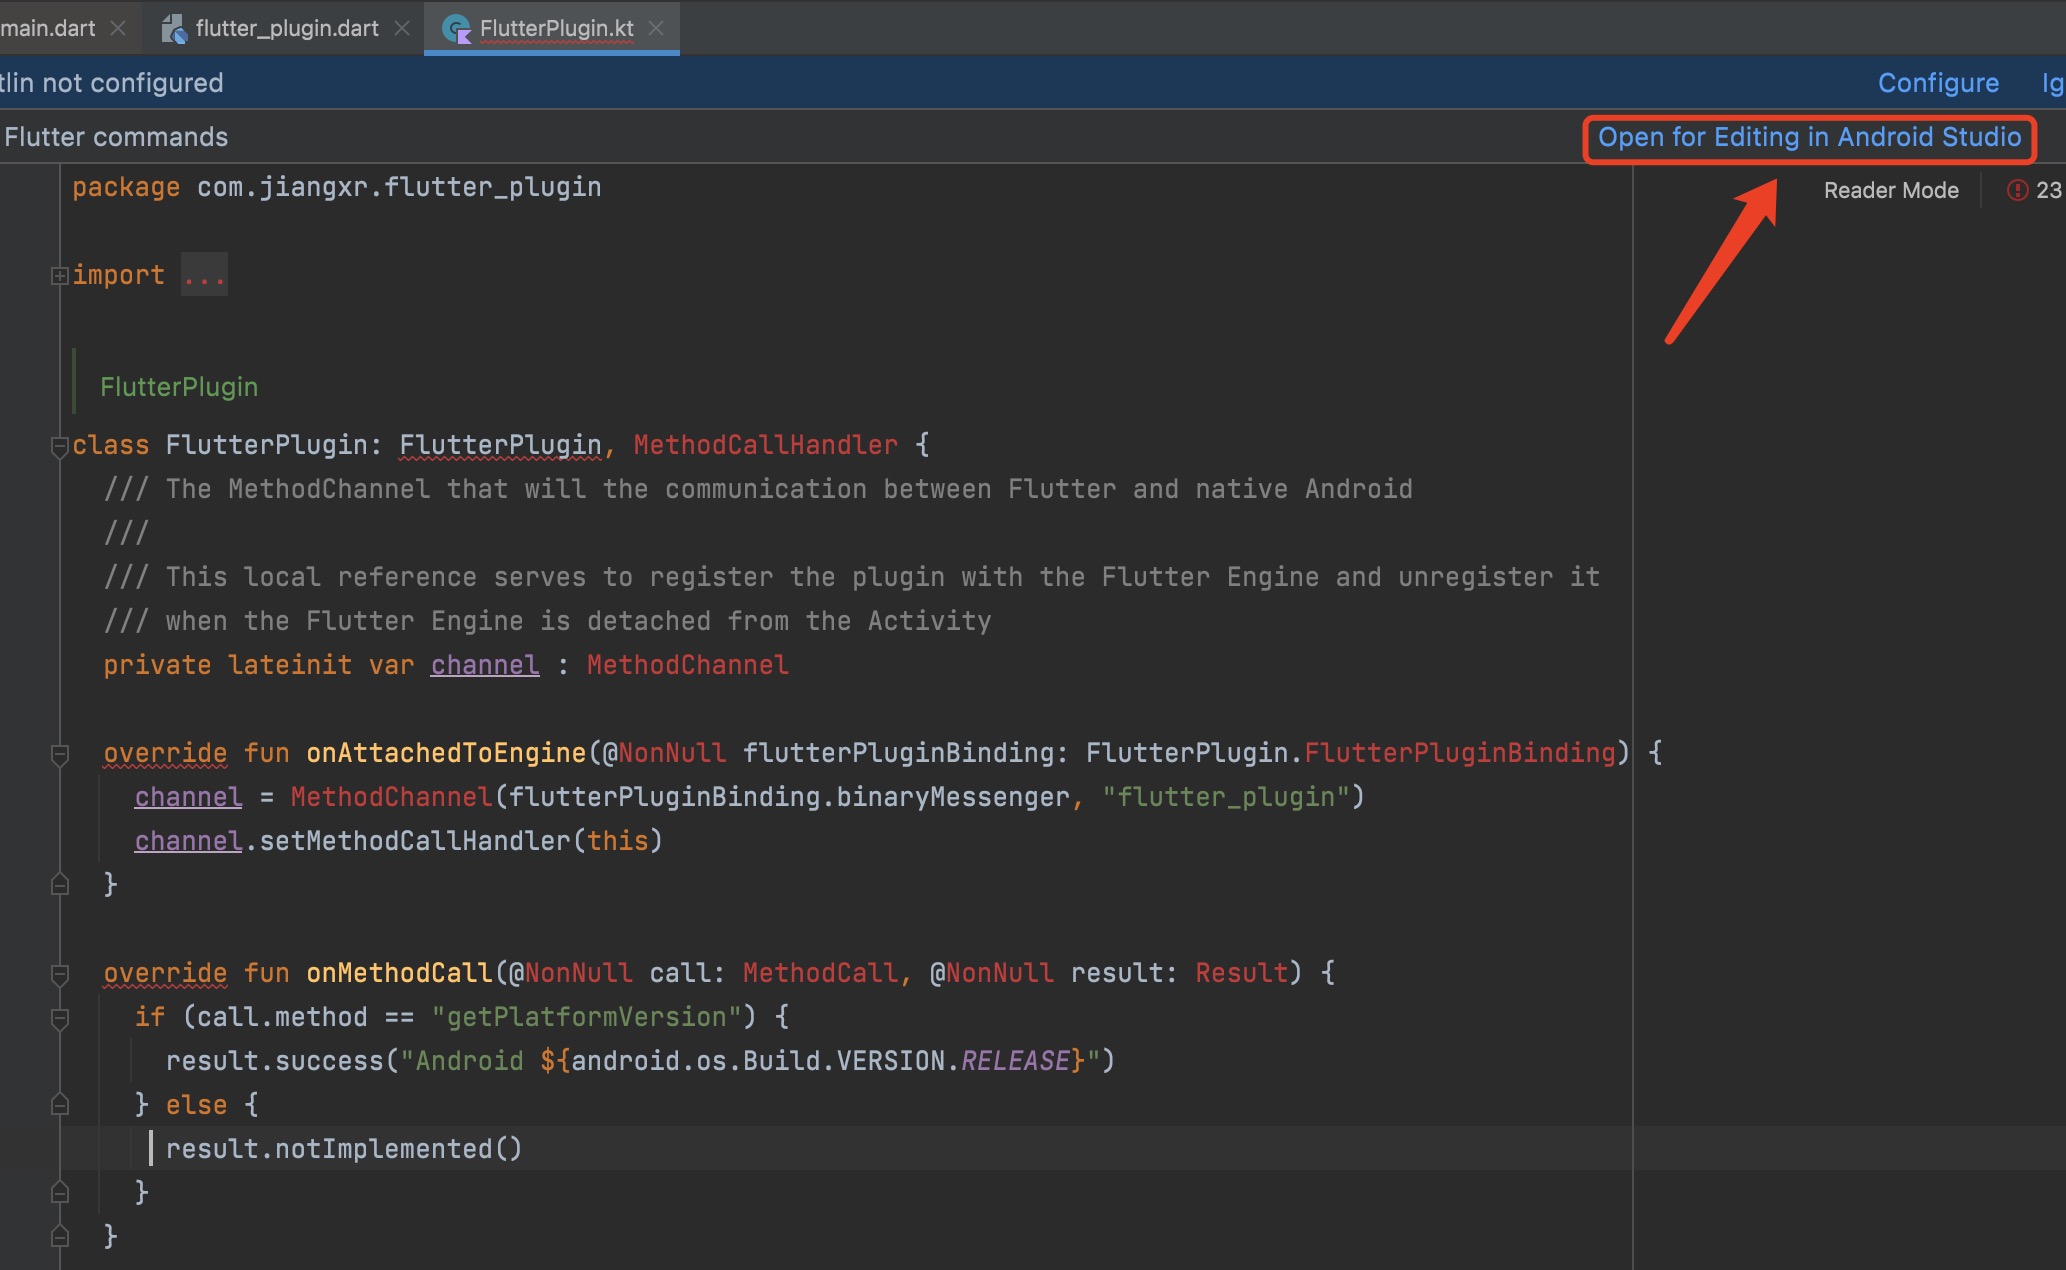 main.dart
flutter_plugin.dart
FlutterPlugin.kt
tlin not configured
Configure
Ig
Flutter commands
Open for Editing in Android Studio
package com.jiangxr.flutter_plugin
Reader Mode
23
import ...
FlutterPlugin
class FlutterPlugin: FlutterPlugin, MethodCallHandler {
/// The MethodChannel that will the communication between Flutter and native Android
///
/// This local reference serves to register the plugin with the Flutter Engine and unregister it
/// when the Flutter Engine is detached from the Activity
private lateinit var channel : MethodChannel
override fun onAttachedToEngine(@NonNull flutterPluginBinding: FlutterPlugin.FlutterPluginBinding) {
channel = MethodChannel(flutterPluginBinding.binaryMessenger, "flutter_plugin")
channel.setMethodCallHandler(this)
}
override fun onMethodCall(@NonNull call: MethodCall, @NonNull result: Result) {
if (call.method == "getPlatformVersion") {
result.success("Android ${android.os.Build.VERSION.RELEASE}")
} else {
result.notImplemented()
}
}